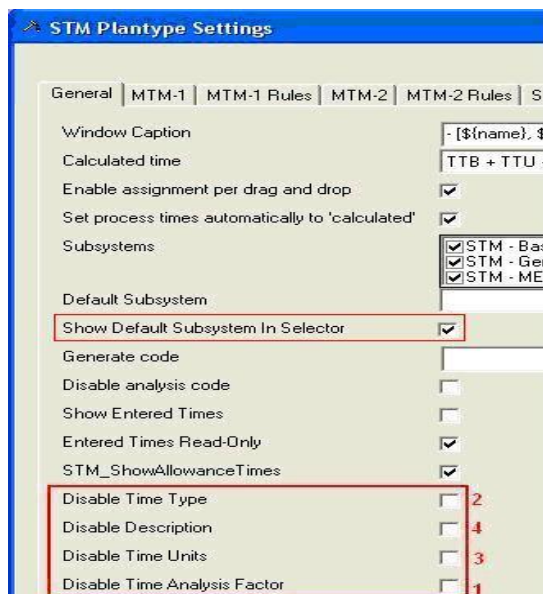 STM Plantype Settings
General MTM-1 MTM-1 Rules MTM-2 MTM-2 Rules S
Window Caption - [${name}, $
Calculated time TTB + TTU
Enable assignment per drag and drop
Set process times automatically to 'calculated'
Subsystems STM - Bas
STM - Ge
STM - ME
Default Subsystem
Show Default Subsystem In Selector
Generate code
Disable analysis code
Show Entered Times
Entered Times Read-Only
STM_ShowAllowanceTimes
Disable Time Type 2
Disable Description 4
Disable Time Units 3
Disable Time Analysis Factor 1